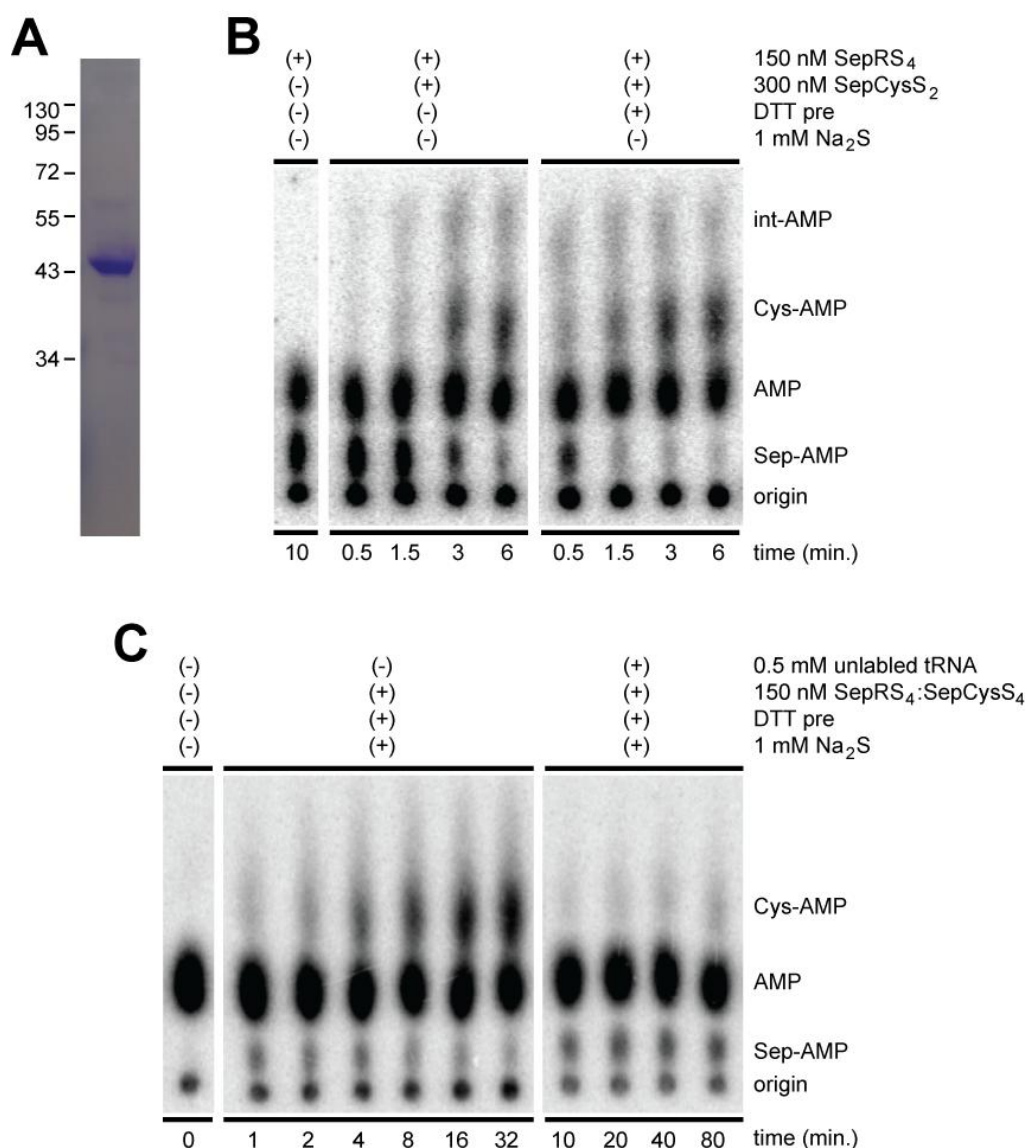 A
130
95
72
55
43
34
B
(+) (+) (+) 150 nM SepRS4
(-) (+) (+) 300 nM SepCysS2
(-) (-) (+) DTT pre
(-) (-) (-) 1 mM Na2S
int-AMP
Cys-AMP
AMP
Sep-AMP
origin
10 0.5 1.5 3 6 0.5 1.5 3 6 time (min.)
C
(-) (-) (+) 0.5 mM unlabled tRNA
(-) (+) (+) 150 nM SepRS4:SepCysS4
(-) (+) (+) DTT pre
(-) (+) (+) 1 mM Na2S
Cys-AMP
AMP
Sep-AMP
origin
0 1 2 4 8 16 32 10 20 40 80 time (min.)